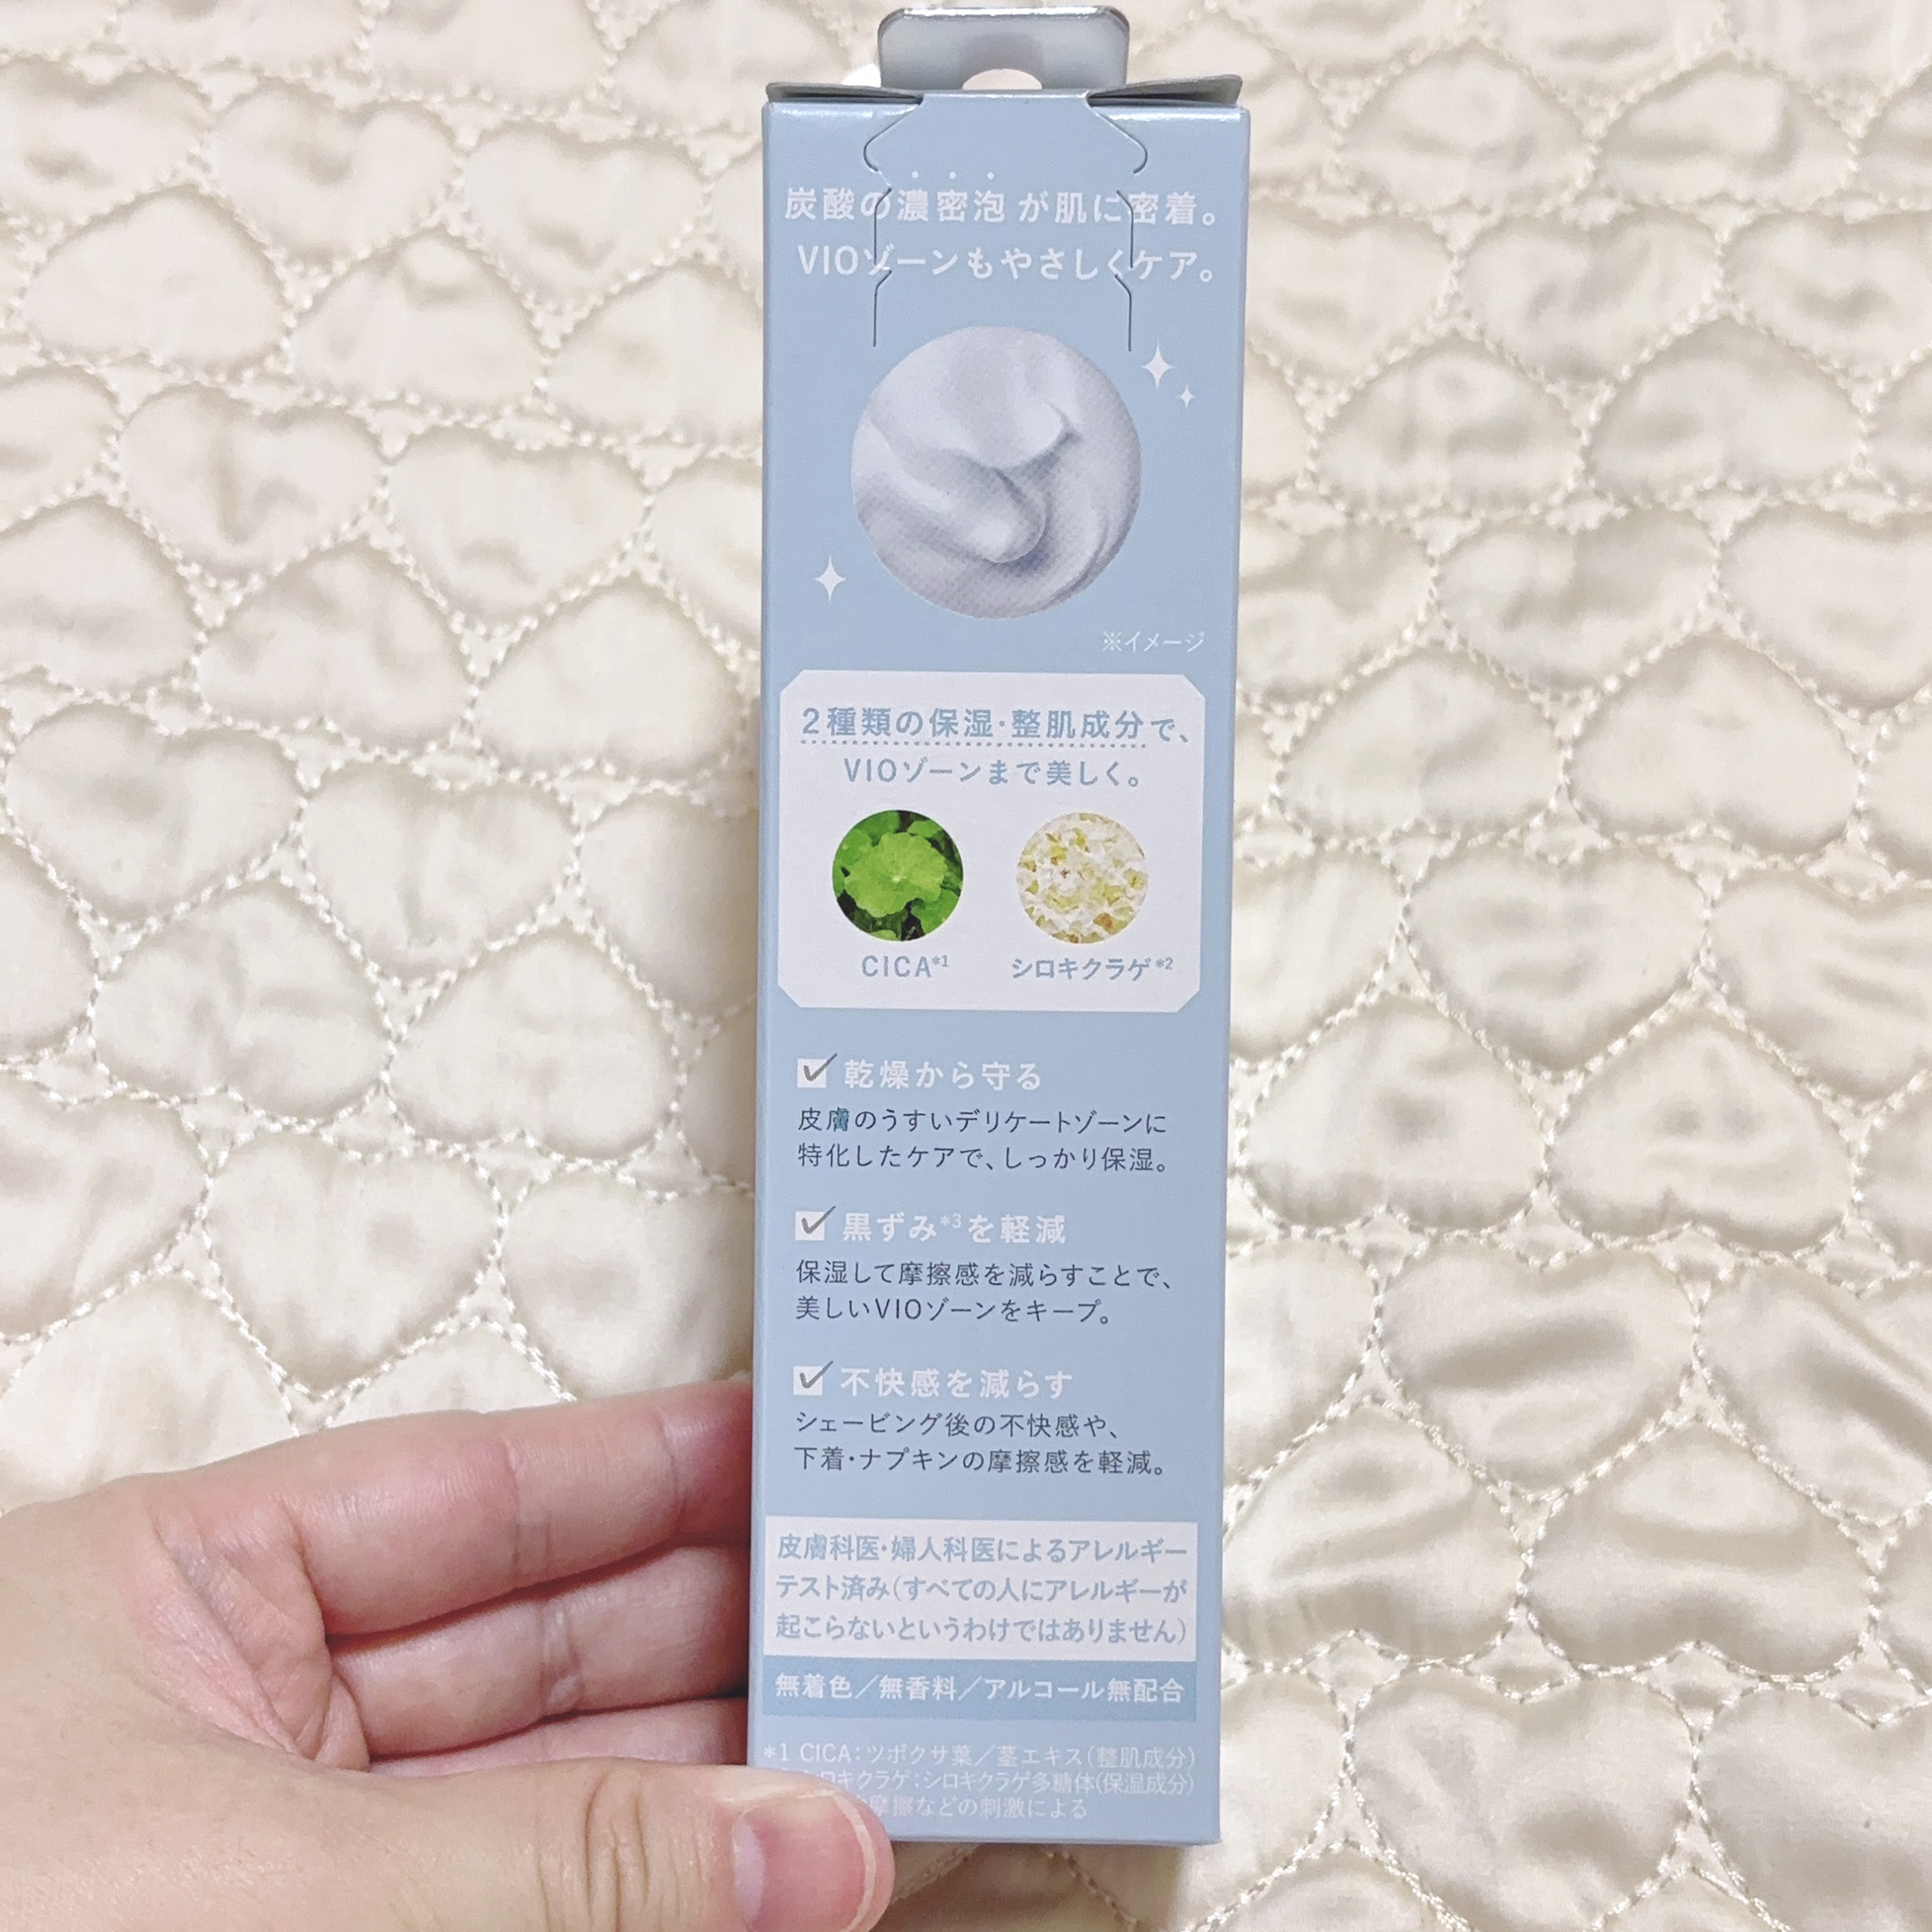 炭酸の濃密泡が肌に密着。
VIOゾーンもやさしくケア。
※イメージ
2種類の保湿·整肌成分で、
VIOゾーンまで美しく。
CICA*1 シロキクラゲ*2
乾燥から守る
皮膚のうすいデリケートゾーンに
特化したケアで、しっかり保湿。
黒ずみ*3を軽減
保湿して摩擦感を減らすことで、
美しいVIOゾーンをキープ。
不快感を減らす
シェービング後の不快感や、
下着・ナプキンの摩擦感を軽減。
皮膚科医・婦人科医によるアレルギー
テスト済み(すべての人にアレルギーが
起こらないというわけではありません)
無着色／無香料／アルコール無配合
*1 CICA：ツボクサ葉／茎エキス(整肌成分)
シロキクラゲ：シロキクラゲ多糖体(保湿成分)
摩擦などの刺激による